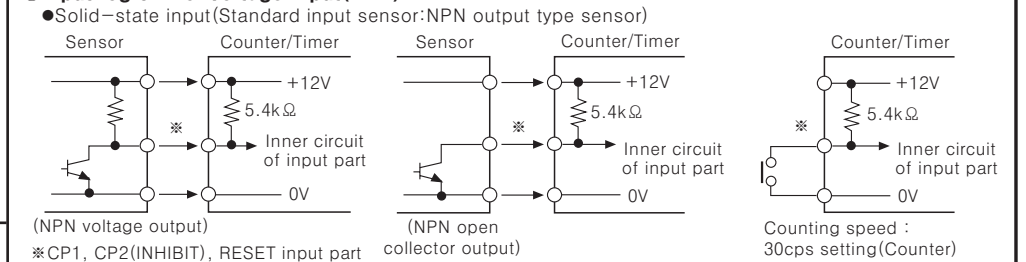 ●Solid-state input(Standard input sensor:NPN output type sensor)
Sensor
Counter/Timer
+12V
5.4kΩ
※
Inner circuit
of input part
0V
(NPN voltage output)
※CP1, CP2(INHIBIT), RESET input part
Sensor
Counter/Timer
+12V
5.4kΩ
※
Inner circuit
of input part
0V
(NPN open
collector output)
Counter/Timer
+12V
5.4kΩ
※
Inner circuit
of input part
0V
Counting speed :
30cps setting(Counter)